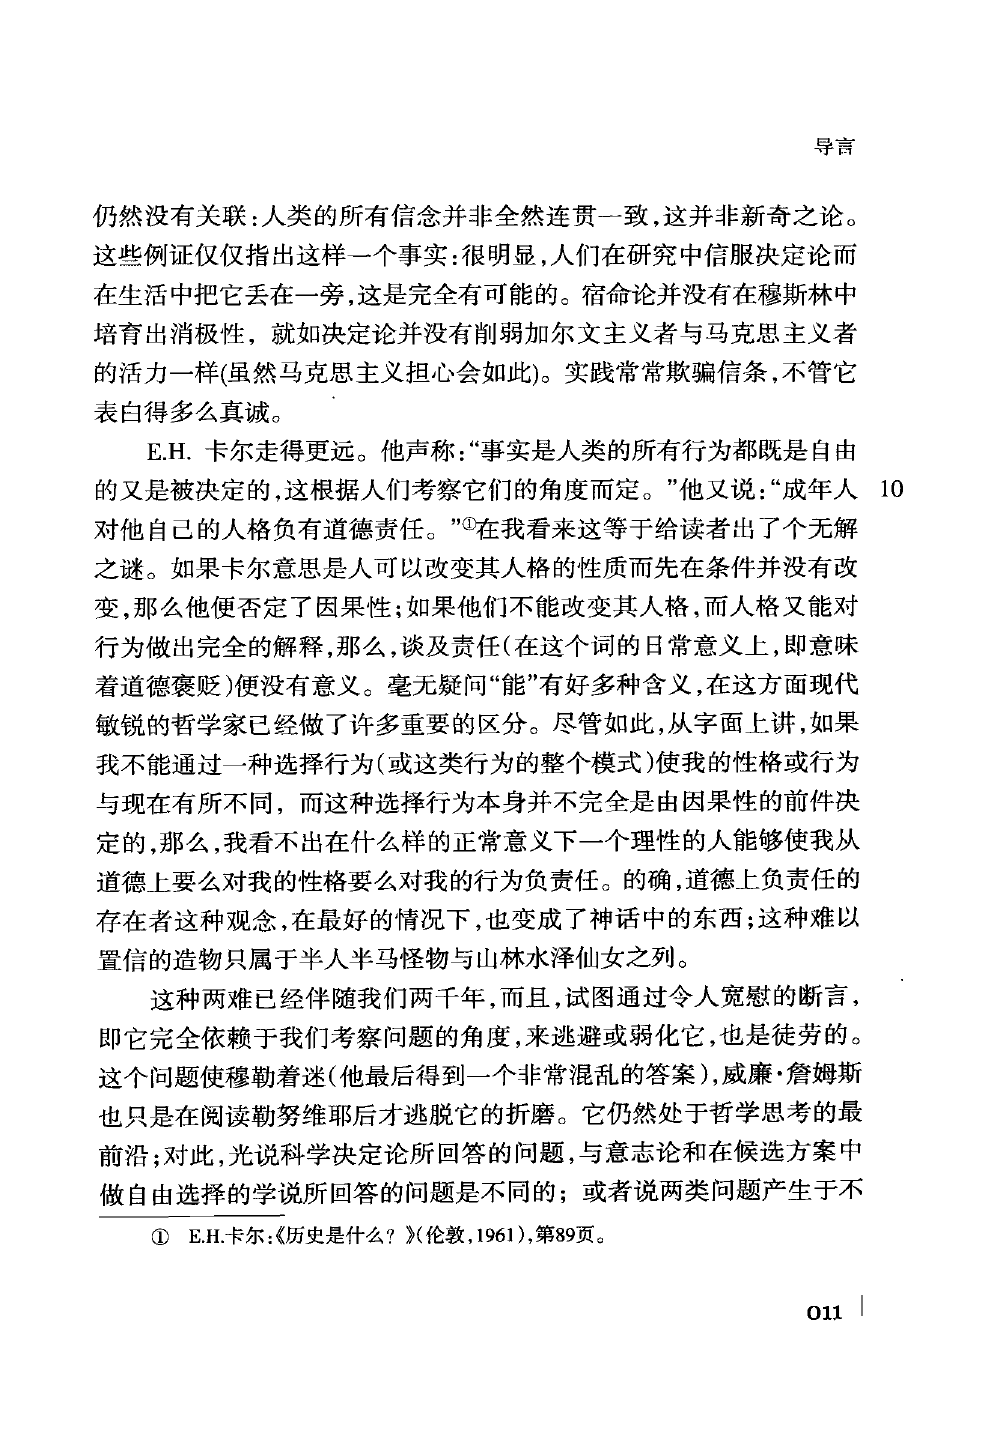 导言
仍然没有关联:人类的所有信念并非全然连贯一致,这并非新奇之论。
这些例证仅仅指出这样一个事实:很明显,人们在研究中信服决定论而
在生活中把它丢在一旁,这是完全有可能的。宿命论并没有在穆斯林中
培育出消极性，就如决定论并没有削弱加尔文主义者与马克思主义者
的活力一样(虽然马克思主义担心会如此)。实践常常欺骗信条,不管它
表白得多么真诚。
E.H. 卡尔走得更远。他声称:“事实是人类的所有行为都既是自由
的又是被决定的,这根据人们考察它们的角度而定。”他又说:“成年人 10
对他自己的人格负有道德责任。”①在我看来这等于给读者出了个无解
之谜。如果卡尔意思是人可以改变其人格的性质而先在条件并没有改
变,那么他便否定了因果性;如果他们不能改变其人格,而人格又能对
行为做出完全的解释,那么,谈及责任(在这个词的日常意义上,即意味
着道德褒贬)便没有意义。毫无疑问“能”有好多种含义,在这方面现代
敏锐的哲学家已经做了许多重要的区分。尽管如此,从字面上讲,如果
我不能通过一种选择行为(或这类行为的整个模式)使我的性格或行为
与现在有所不同，而这种选择行为本身并不完全是由因果性的前件决
定的,那么,我看不出在什么样的正常意义下一个理性的人能够使我从
道德上要么对我的性格要么对我的行为负责任。的确,道德上负责任的
存在者这种观念,在最好的情况下,也变成了神话中的东西;这种难以
置信的造物只属于半人半马怪物与山林水泽仙女之列。
这种两难已经伴随我们两千年,而且,试图通过令人宽慰的断言,
即它完全依赖于我们考察问题的角度,来逃避或弱化它,也是徒劳的。
这个问题使穆勒着迷(他最后得到一个非常混乱的答案),威廉·詹姆斯
也只是在阅读勒努维耶后才逃脱它的折磨。它仍然处于哲学思考的最
前沿;对此,光说科学决定论所回答的问题,与意志论和在候选方案中
做自由选择的学说所回答的问题是不同的；或者说两类问题产生于不
① E.H.卡尔:《历史是什么？》(伦敦,1961),第89页。
011